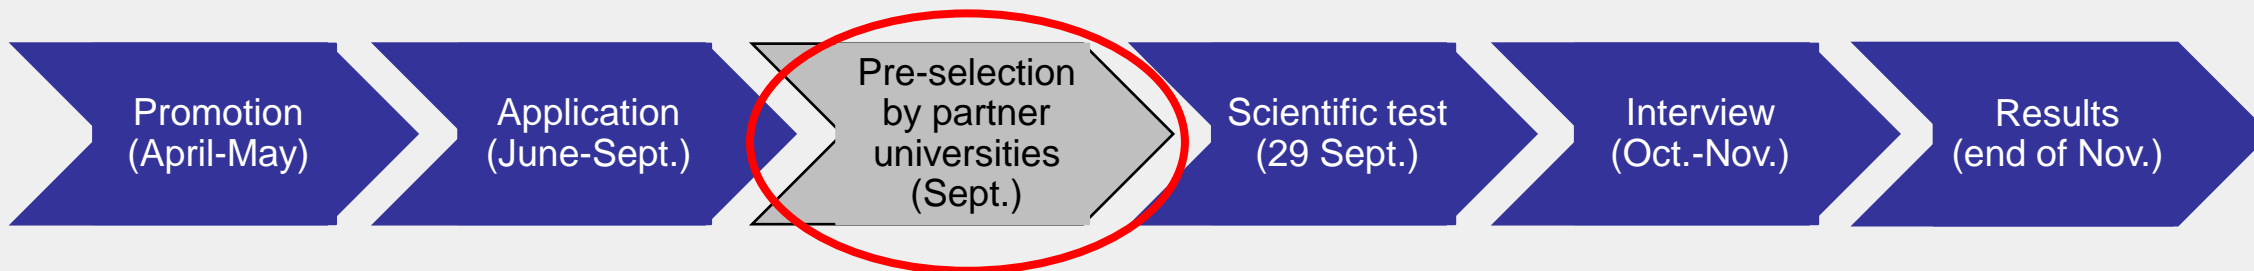 Promotion
(April-May)
Application
(June-Sept.)
Pre-selection
by partner
universities
(Sept.)
Scientific test
(29 Sept.)
Interview
(Oct.-Nov.)
Results
(end of Nov.)